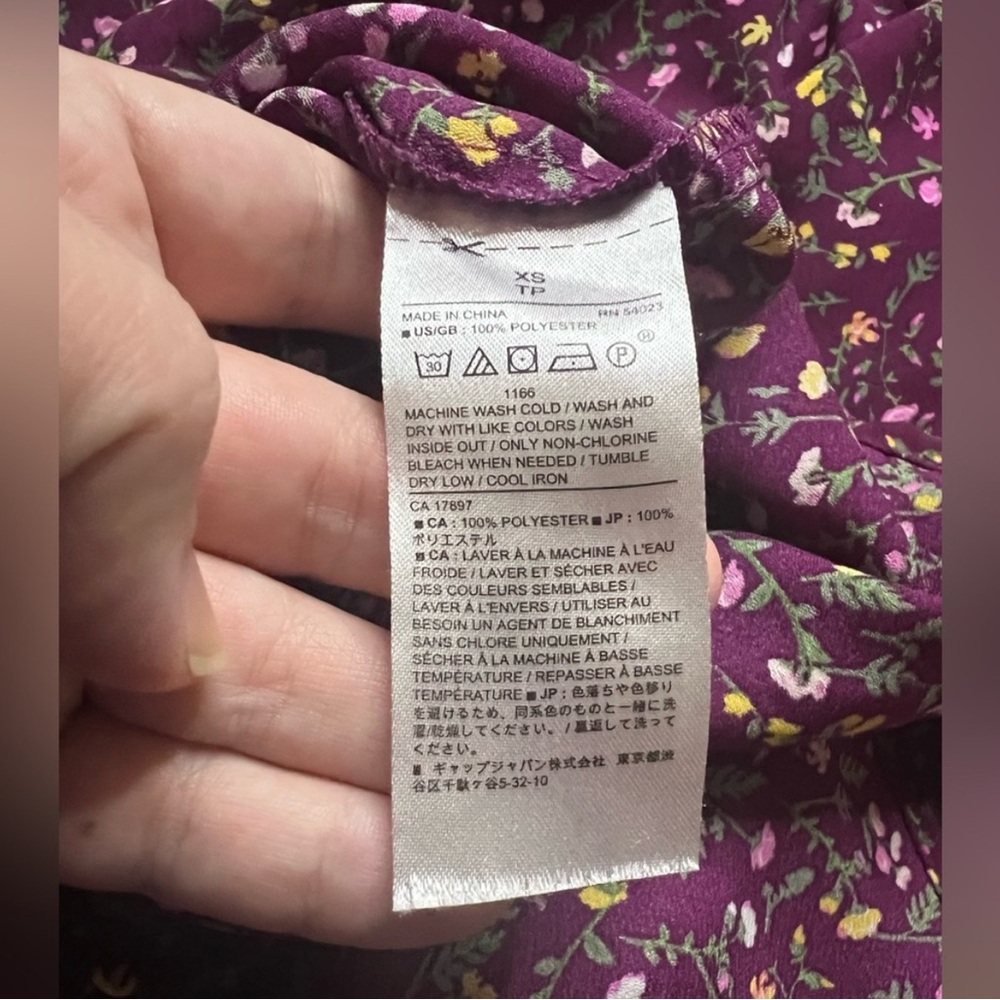 XS
TP
MADE IN CHINA RN 54023
■ US/GB : 100% POLYESTER
30 P ®
1166
MACHINE WASH COLD / WASH AND
DRY WITH LIKE COLORS / WASH
INSIDE OUT / ONLY NON-CHLORINE
BLEACH WHEN NEEDED / TUMBLE
DRY LOW / COOL IRON
CA 17897
■ CA : 100% POLYESTER ■ JP : 100%
ポリエステル
■ CA : LAVER À LA MACHINE À L'EAU
FROIDE / LAVER ET SÉCHER AVEC
DES COULEURS SEMBLABLES /
LAVER À L'ENVERS / UTILISER AU
BESOIN UN AGENT DE BLANCHIMENT
SANS CHLORE UNIQUEMENT /
SÉCHER À LA MACHINE À BASSE
TEMPÉRATURE / REPASSER À BASSE
TEMPÉRATURE ■ JP : 色落ちや色移り
を避けるため、同系色のものと一緒に洗
濯/乾燥してください。/ 裏返して洗って
ください。
■ ギャップジャパン株式会社 東京都渋
谷区千駄ケ谷5-32-10